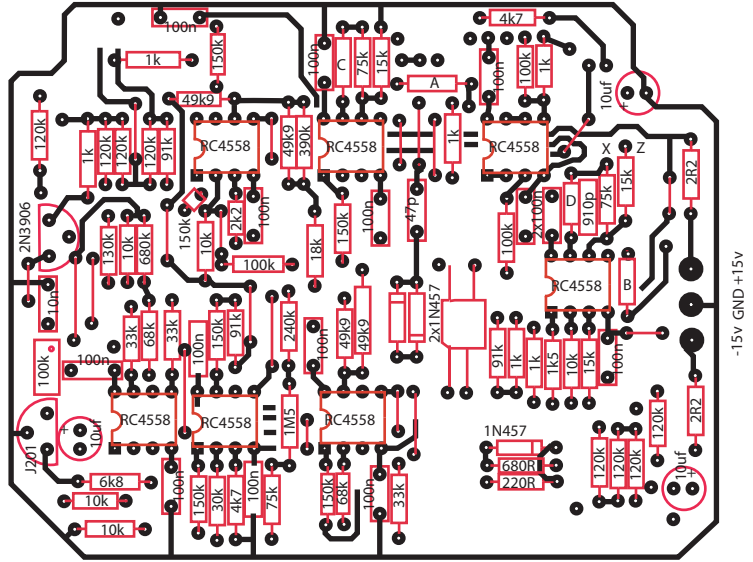 4k7
100n
150k
1k
100n
C
75k
15k
A
100n
100k
1k
10uf
+
49k9
120k
1k
120k
120k
120k
91k
RC4558
49k9
390k
RC4558
1k
RC4558
X
Z
2R2
2N3906
150k
2k2
100n
150k
100n
47p
100k
2x100n
D
910p
75k
15k
130k
10k
680k
10k
18k
100k
RC4558
B
10n
-15v GND +15v
33k
68k
33k
150k
91k
240k
100n
49k9
49k9
2x1N457
91k
1k
1k
1k5
10k
15k
100n
100k
100n
100n
RC4558
RC4558
1M5
RC4558
120k
2R2
J201
+
10uf
1N457
680R
220R
120k
120k
120k
10uf
+
6k8
10k
100n
150k
30k
4k7
100n
75k
150k
68k
100n
33k
10k